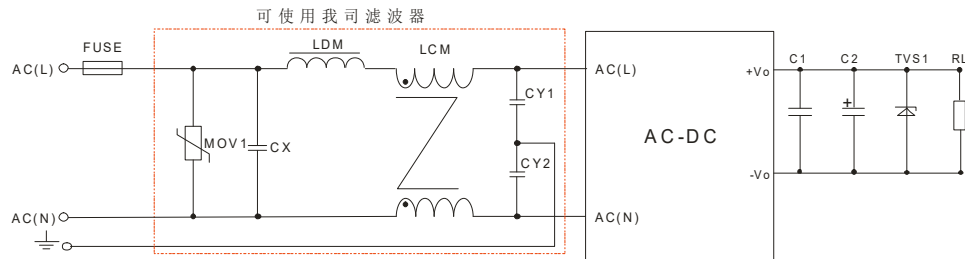 可使用我司滤波器
FUSE
LDM
LCM
AC(L)
MOV1
CX
CY1
CY2
AC(N)
AC(L)
AC(N)
AC-DC
+Vo
-Vo
C1
C2
TVS1
RL
+